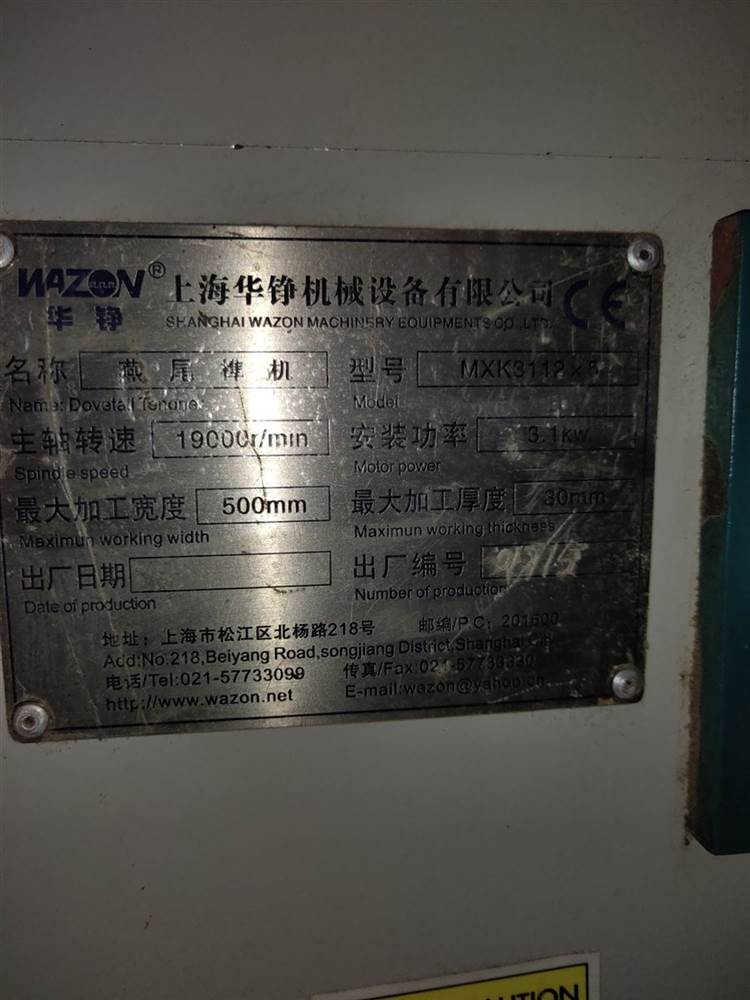 WAZON® 上海华铮机械设备有限公司 CE
华铮 SHANGHAI WAZON MACHINERY EQUIPMENTS CO.,LTD.
名称 燕尾榫机 型号 MXK3112×
Name: Dovetail Model
主轴转速 19000r/min 安装功率 3.1kw
Spindle speed Motor power
最大加工宽度 500mm 最大加工厚度 30mm
Maximun working width Maximun working thickness
出厂日期 出厂编号
Date of production Number of production
地址：上海市松江区北杨路218号 邮编/P C: 201600
Add:No.218,Beiyang Road,songjiang District,Shanghai
电话/Tel:021-57733099 传真/Fax:021-57733390
http://www.wazon.net E-mail:wazon@yahoo.cn
CAUTION